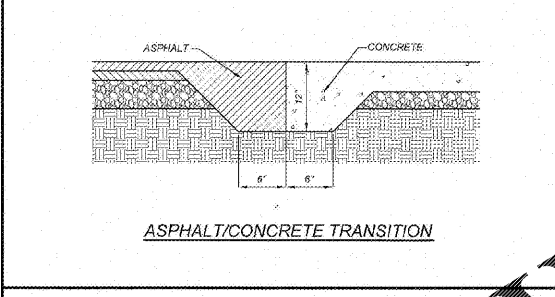 ASPHALT
CONCRETE
12"
6"
6"
ASPHALT/CONCRETE TRANSITION